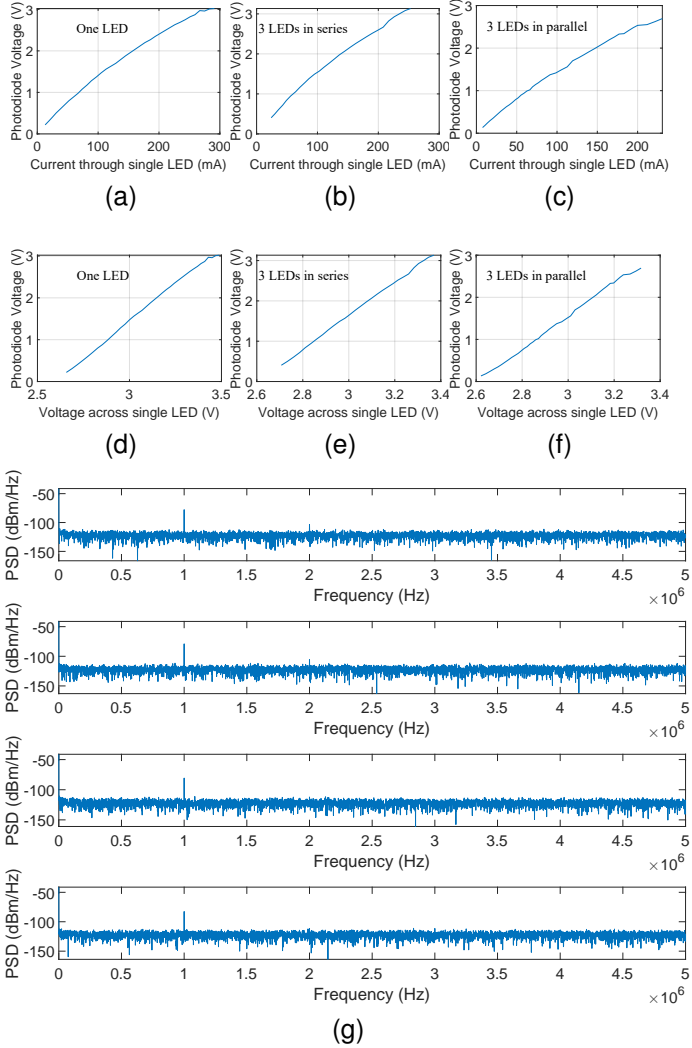 One LED
Photodiode Voltage (V)
0
1
2
3
0
100
200
300
Current through single LED (mA)
(a)
3 LEDs in series
Photodiode Voltage (V)
0
1
2
3
0
100
200
300
Current through single LED (mA)
(b)
3 LEDs in parallel
Photodiode Voltage (V)
0
1
2
3
0
50
100
150
200
Current through single LED (mA)
(c)
One LED
Photodiode Voltage (V)
0
1
2
3
2.5
3
3.5
Voltage across single LED (V)
(d)
3 LEDs in series
Photodiode Voltage (V)
0
1
2
3
2.6
2.8
3
3.2
3.4
Voltage across single LED (V)
(e)
3 LEDs in parallel
Photodiode Voltage (V)
0
1
2
3
2.6
2.8
3
3.2
3.4
Voltage across single LED (V)
(f)
PSD (dBm/Hz)
-50
-100
-150
0 0.5 1 1.5 2 2.5 3 3.5 4 4.5 5
Frequency (Hz)
×10⁶
PSD (dBm/Hz)
-50
-100
-150
0 0.5 1 1.5 2 2.5 3 3.5 4 4.5 5
Frequency (Hz)
×10⁶
PSD (dBm/Hz)
-50
-100
-150
0 0.5 1 1.5 2 2.5 3 3.5 4 4.5 5
Frequency (Hz)
×10⁶
PSD (dBm/Hz)
-50
-100
-150
0 0.5 1 1.5 2 2.5 3 3.5 4 4.5 5
Frequency (Hz)
×10⁶
(g)